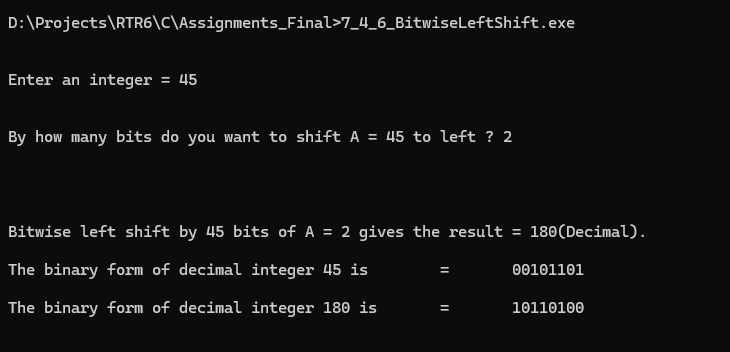 D:\Projects\RTR6\C\Assignments_Final>7_4_6_BitwiseLeftShift.exe
Enter an integer = 45
By how many bits do you want to shift A = 45 to left ? 2
Bitwise left shift by 45 bits of A = 2 gives the result = 180(Decimal).
The binary form of decimal integer 45 is        =       00101101
The binary form of decimal integer 180 is       =       10110100